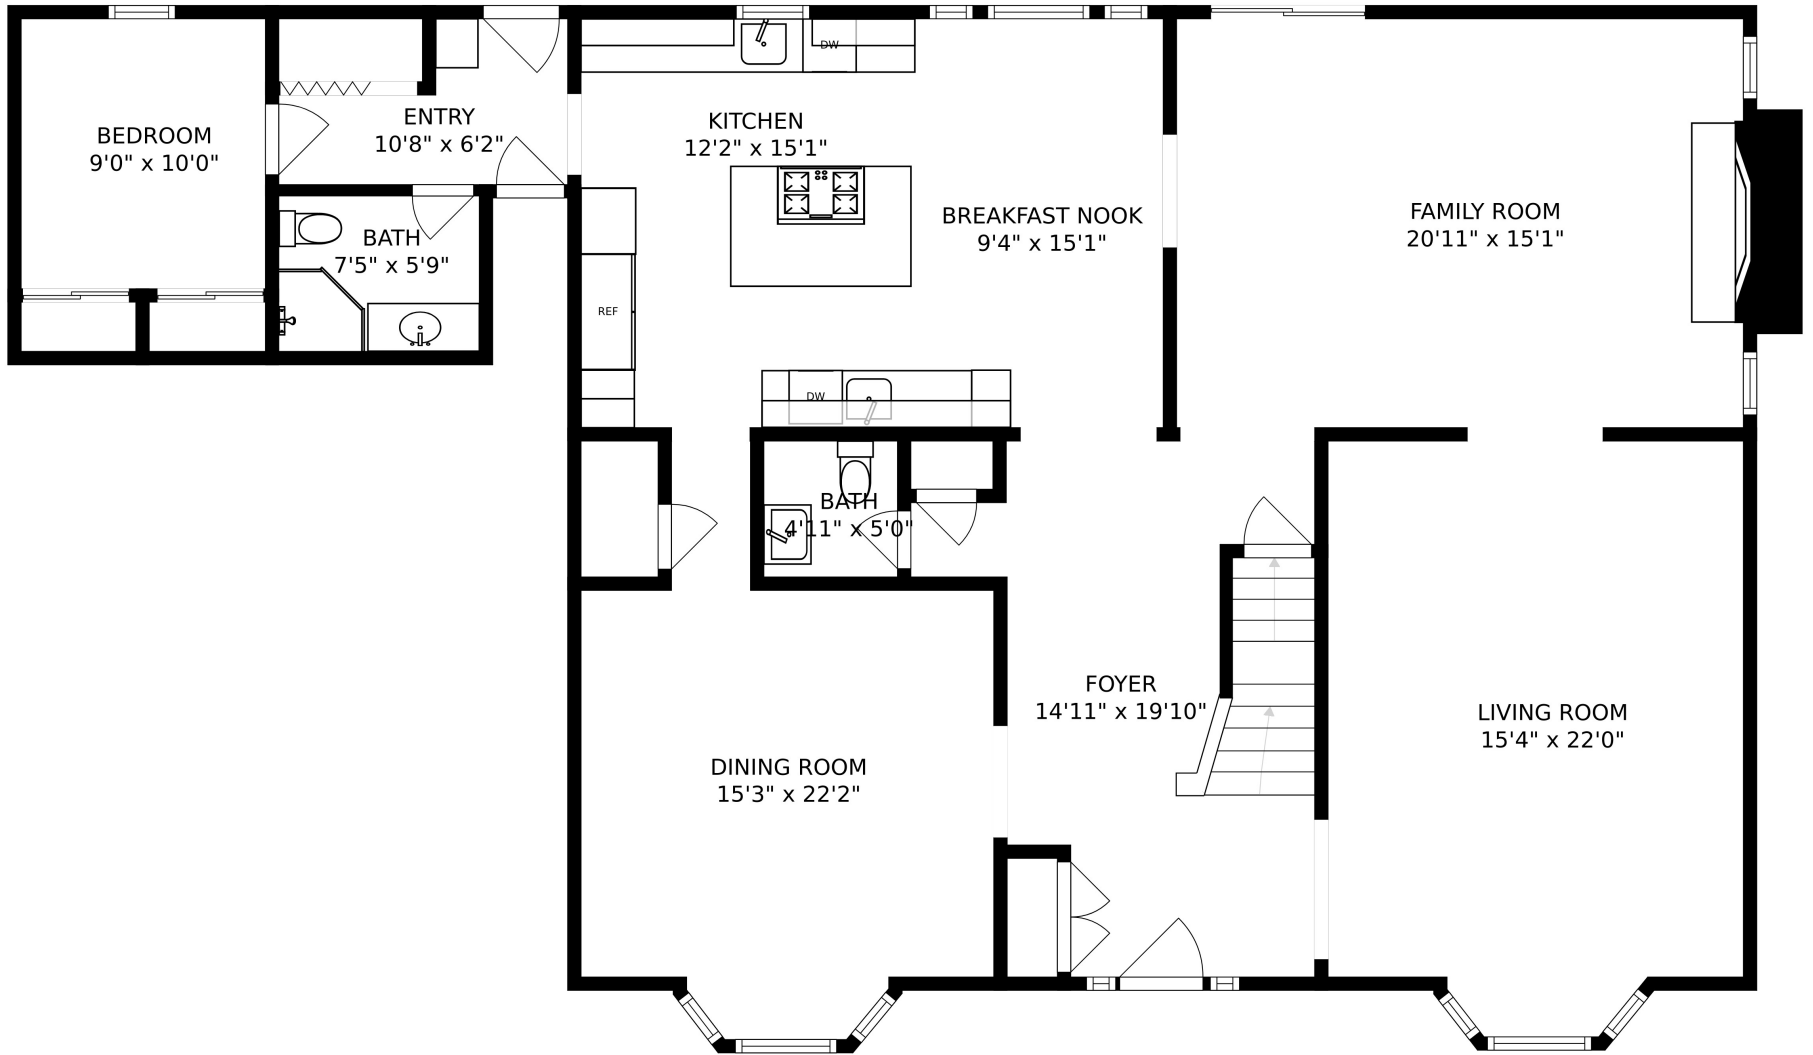 DW
ENTRY
10'8" x 6'2"
KITCHEN
12'2" x 15'1"
BEDROOM
9'0" x 10'0"
BREAKFAST NOOK
9'4" x 15'1"
FAMILY ROOM
20'11" x 15'1"
BATH
7'5" x 5'9"
REF
DW
BATH
4'11" x 5'0"
FOYER
14'11" x 19'10"
LIVING ROOM
15'4" x 22'0"
DINING ROOM
15'3" x 22'2"